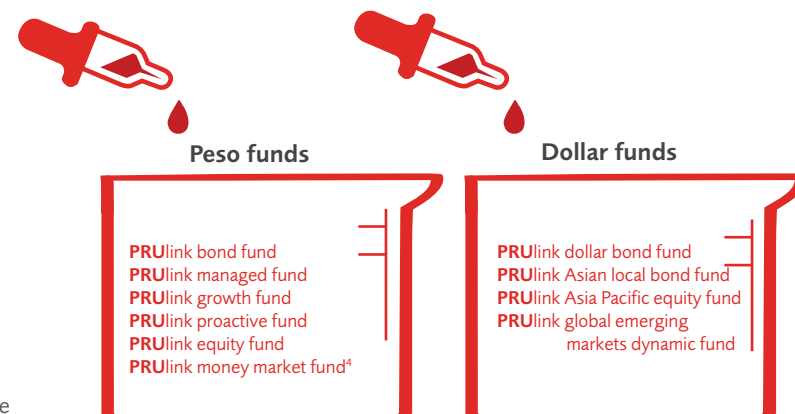 Peso funds
PRUlink bond fund
PRUlink managed fund
PRUlink growth fund
PRUlink proactive fund
PRUlink equity fund
PRUlink money market fund⁴
Dollar funds
PRUlink dollar bond fund
PRUlink Asian local bond fund
PRUlink Asia Pacific equity fund
PRUlink global emerging
markets dynamic fund
e